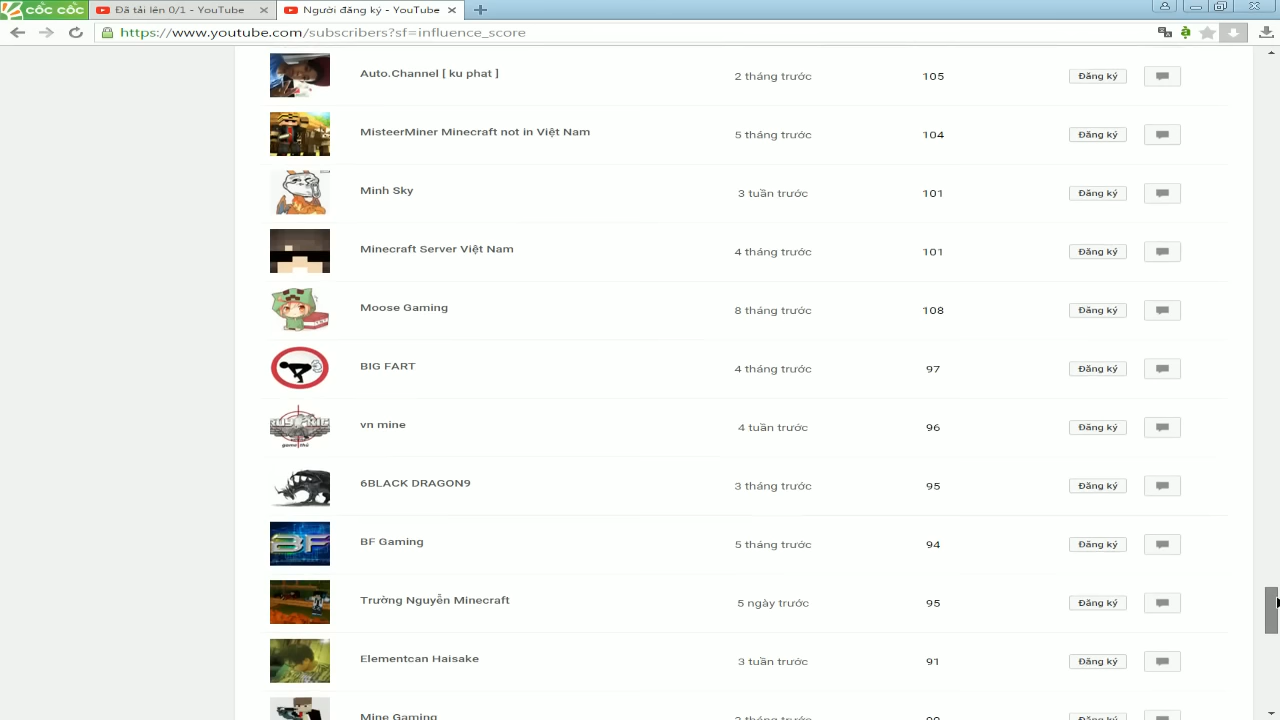 cốc cốc
Đã tải lên 0/1 - YouTube
Người đăng ký - YouTube
https://www.youtube.com/subscribers?sf=influence_score
Auto.Channel [ ku phat ] 2 tháng trước 105 Đăng ký
MisteerMiner Minecraft not in Việt Nam 5 tháng trước 104 Đăng ký
Minh Sky 3 tuần trước 101 Đăng ký
Minecraft Server Việt Nam 4 tháng trước 101 Đăng ký
Moose Gaming 8 tháng trước 108 Đăng ký
BIG FART 4 tháng trước 97 Đăng ký
vn mine 4 tuần trước 96 Đăng ký
6BLACK DRAGON9 3 tháng trước 95 Đăng ký
BF
BF Gaming 5 tháng trước 94 Đăng ký
Trường Nguyễn Minecraft 5 ngày trước 95 Đăng ký
Elementcan Haisake 3 tuần trước 91 Đăng ký
Mine Gaming